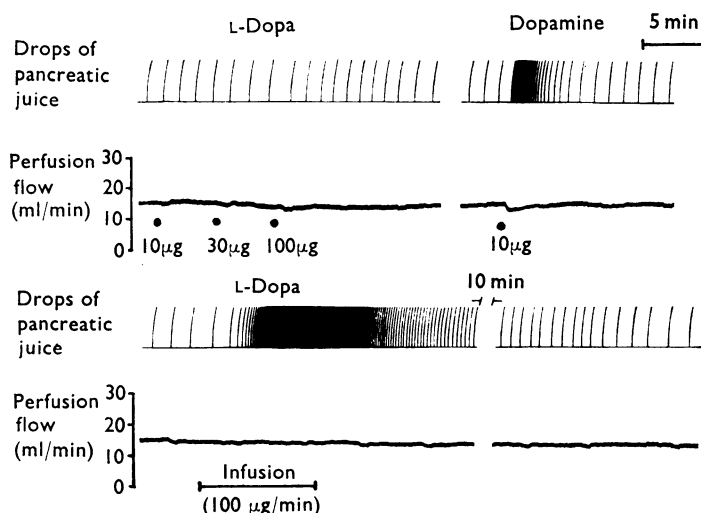 L-Dopa Dopamine 5 min
Drops of
pancreatic
juice
Perfusion
flow
(ml/min)
30
20
10
0
10μg 30μg 100μg 10μg
L-Dopa 10 min
Drops of
pancreatic
juice
Perfusion
flow
(ml/min)
30
20
10
0
Infusion
(100 μg/min)